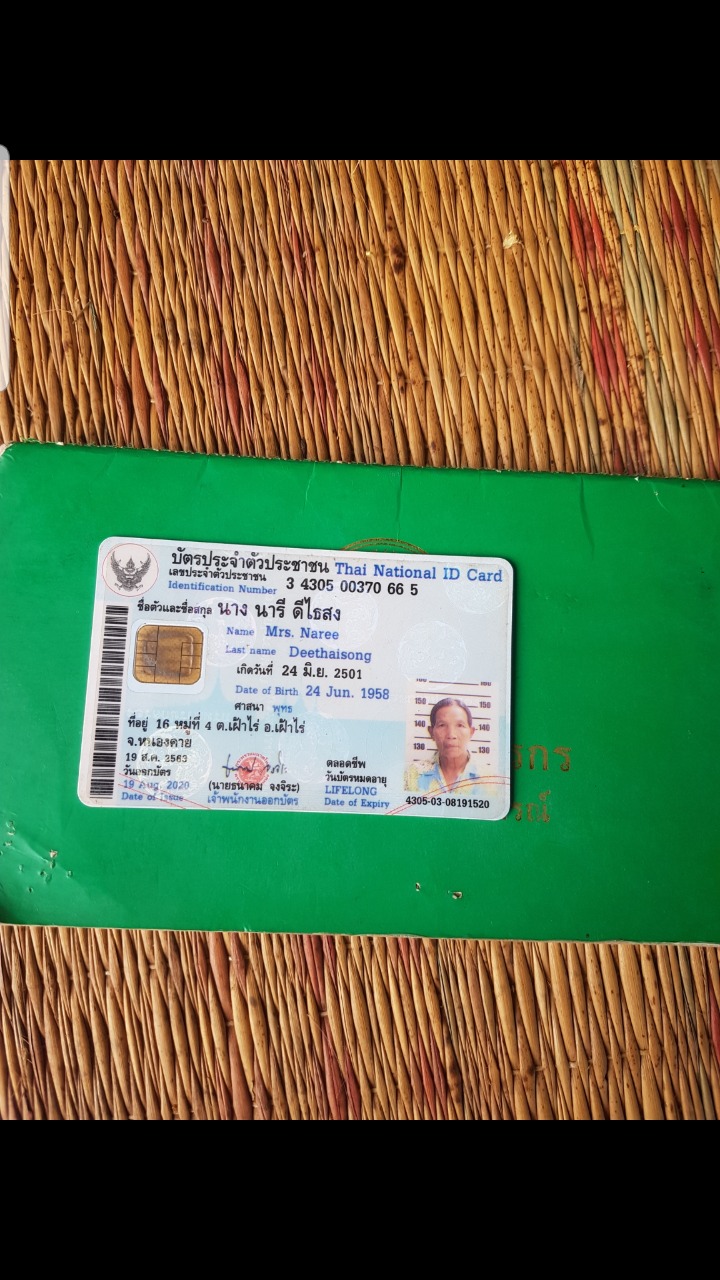 บัตรประจำตัวประชาชน Thai National ID Card
เลขประจำตัวประชาชน
Identification Number 3 4305 00370 66 5
ชื่อตัวและชื่อสกุล นาง นารี ดีไธสง
Name Mrs. Naree
Last name Deethaisong
เกิดวันที่ 24 มิ.ย. 2501
Date of Birth 24 Jun. 1958
ศาสนา พุทธ
ที่อยู่ 16 หมู่ที่ 4 ต.เฝ้าไร่ อ.เฝ้าไร่
จ.หนองคาย
19 ส.ค. 2563
วันออกบัตร
19 Aug. 2020
Date of Issue
(นายธนาคม จงจิระ)
เจ้าพนักงานออกบัตร
ตลอดชีพ
วันบัตรหมดอายุ
LIFELONG
Date of Expiry
150 150
140 140
130 130
4305-03-08191520